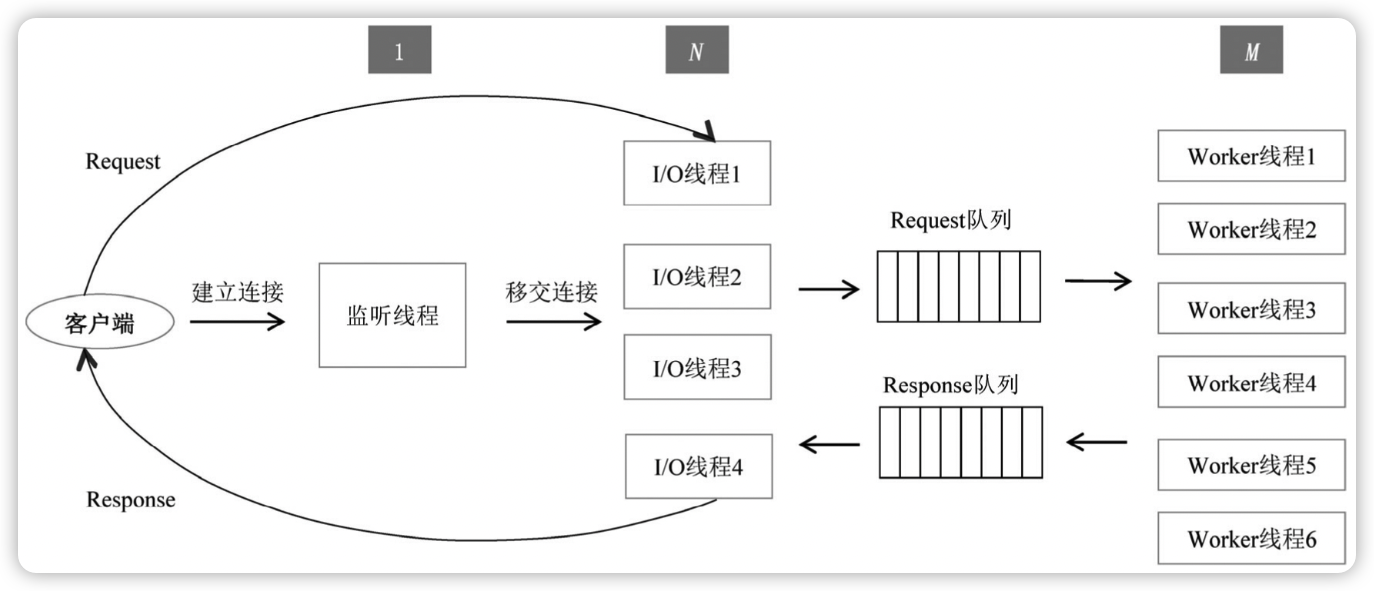 1
N
M
Request
I/O线程1
Worker线程1
Request队列
Worker线程2
建立连接
移交连接
I/O线程2
客户端
监听线程
Worker线程3
I/O线程3
Response队列
Worker线程4
I/O线程4
Worker线程5
Response
Worker线程6